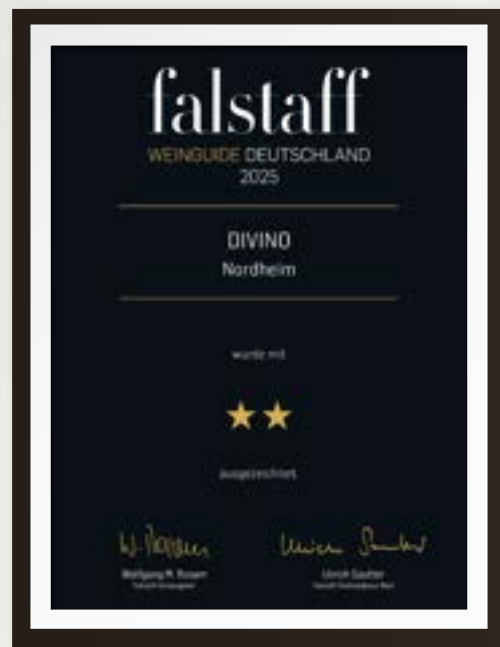 falstaff
WEINGUIDE DEUTSCHLAND
2025
DIVINO
Nordheim
wurde mit
ausgezeichnet
Wolfgang M. Rosam
Ulrich Sautter